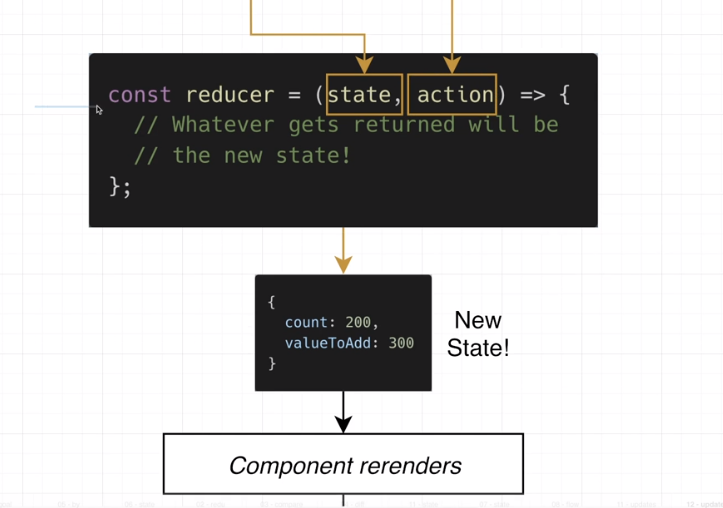 const reducer = (state, action) => {
// Whatever gets returned will be
// the new state!
};
{
count: 200,
valueToAdd: 300
}
New
State!
Component rerenders